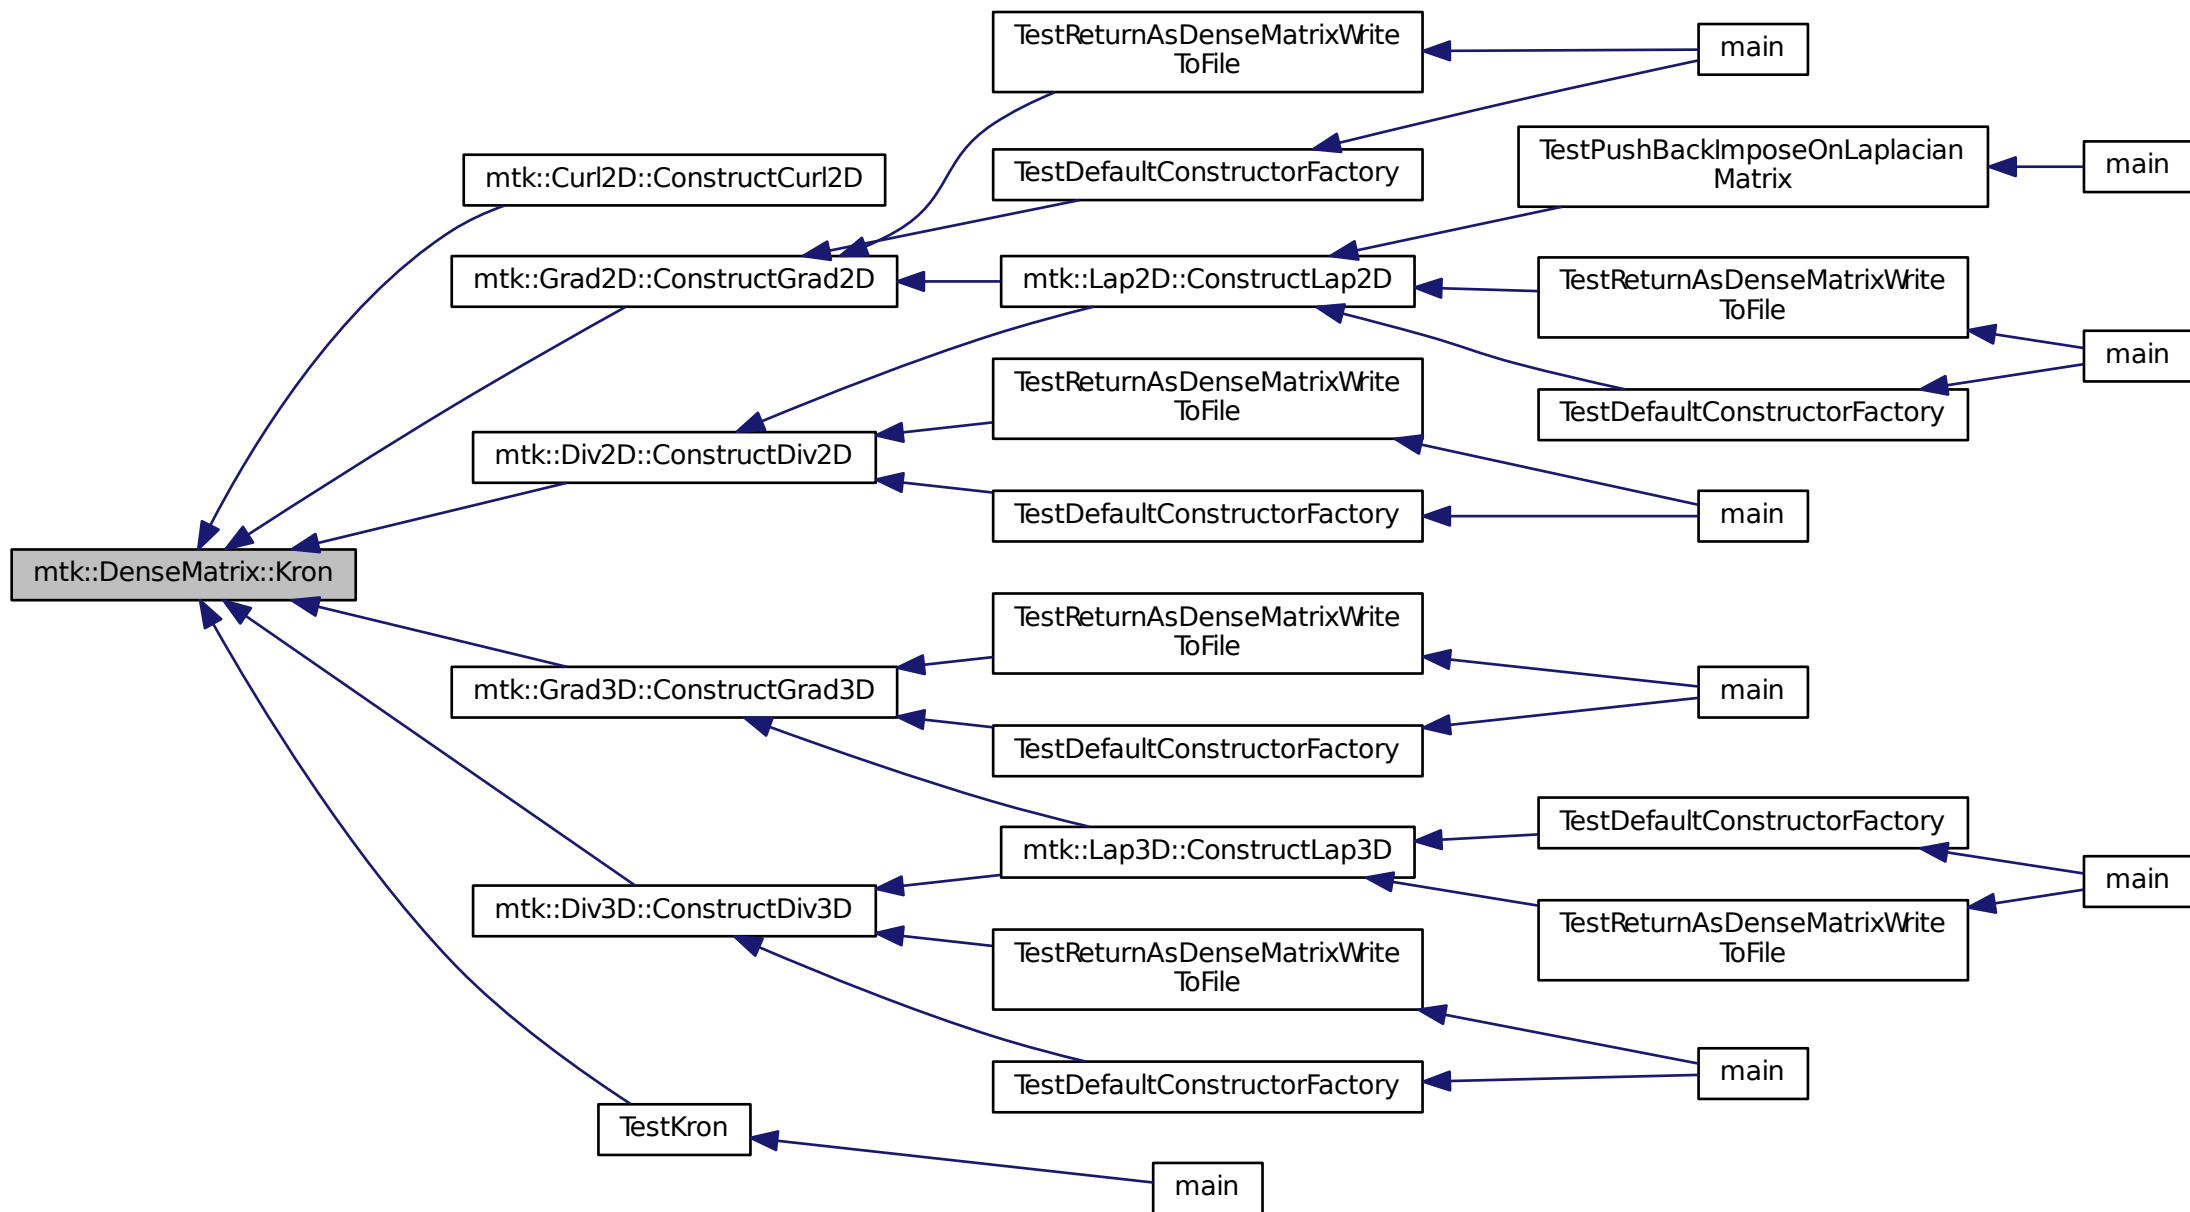 TestReturnAsDenseMatrixWrite
ToFile
main
TestDefaultConstructorFactory
TestPushBackImposeOnLaplacian
Matrix
main
mtk::Curl2D::ConstructCurl2D
mtk::Grad2D::ConstructGrad2D
mtk::Lap2D::ConstructLap2D
TestReturnAsDenseMatrixWrite
ToFile
main
TestReturnAsDenseMatrixWrite
ToFile
TestDefaultConstructorFactory
mtk::Div2D::ConstructDiv2D
TestDefaultConstructorFactory
main
mtk::DenseMatrix::Kron
TestReturnAsDenseMatrixWrite
ToFile
mtk::Grad3D::ConstructGrad3D
main
TestDefaultConstructorFactory
TestDefaultConstructorFactory
mtk::Lap3D::ConstructLap3D
main
mtk::Div3D::ConstructDiv3D
TestReturnAsDenseMatrixWrite
ToFile
TestReturnAsDenseMatrixWrite
ToFile
main
TestDefaultConstructorFactory
TestKron
main